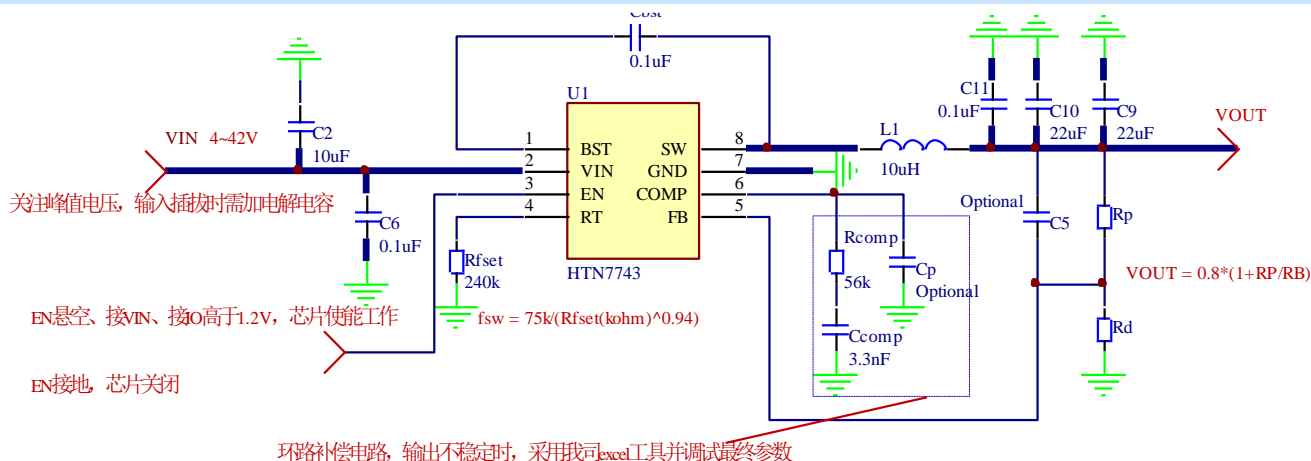 Cbst
0.1uF
U1
VIN 4~42V
C2
10uF
1 BST
2 VIN
3 EN
4 RT
SW 8
GND 7
COMP 6
FB 5
HTN7743
L1
10uH
C11
0.1uF
C10
22uF
C9
22uF
VOUT
关注峰值电压，输入插拔时需加电解电容
C6
0.1uF
Rfset
240k
Rcomp
56k
Cp
Optional
Ccomp
3.3nF
Optional
C5
Rp
Rd
VOUT = 0.8*(1+RP/RB)
EN悬空、接VIN、接IO高于1.2V，芯片使能工作
fsw = 75k/(Rfset(kohm)^0.94)
EN接地，芯片关闭
环路补偿电路，输出不稳定时，采用我司excel工具并调试最终参数